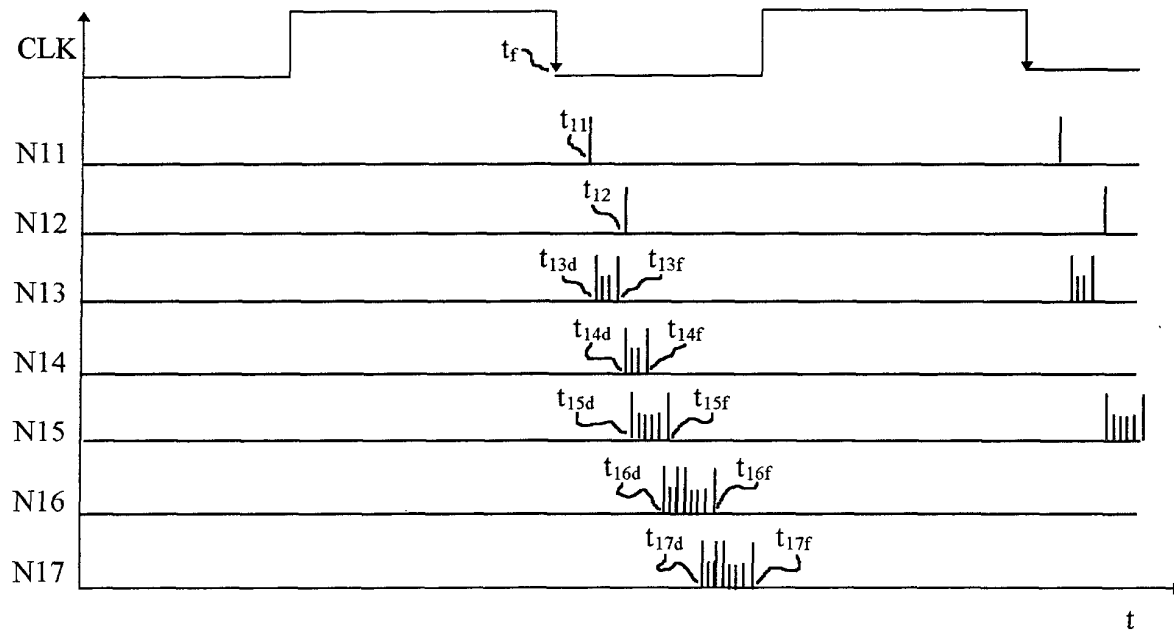 CLK
tf
t11
N11
t12
N12
t13d t13f
N13
t14d t14f
N14
t15d t15f
N15
t16d t16f
N16
t17d t17f
N17
t